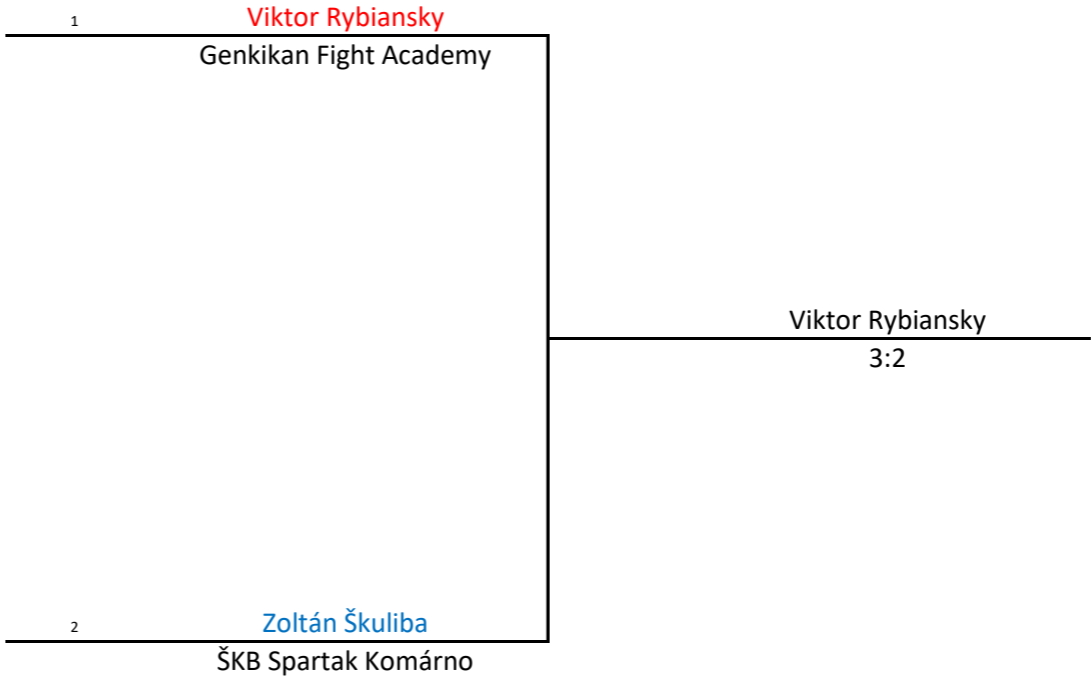 1 Viktor Rybiansky
Genkikan Fight Academy
Viktor Rybiansky
3:2
2 Zoltán Škuliba
ŠKB Spartak Komárno